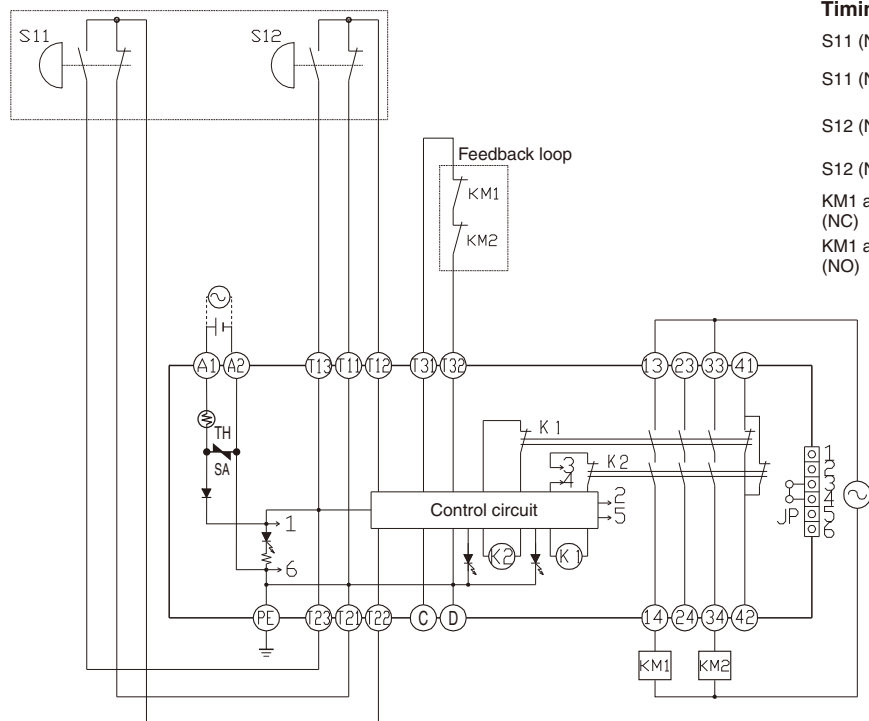 Timin
S11 (N
S11 (N
S12 (N
S12 (N
KM1 a
(NC)
KM1 a
(NO)
S11
S12
Feedback loop
KM1
KM2
A1 A2 T13 T11 T12 T31 T32 13 23 33 41
TH
SA
K1
K2
3
4
2
5
Control circuit
1
6
K2
K1
JP
1
2
3
4
5
6
PE T23 T21 T22 C D 14 24 34 42
KM1
KM2